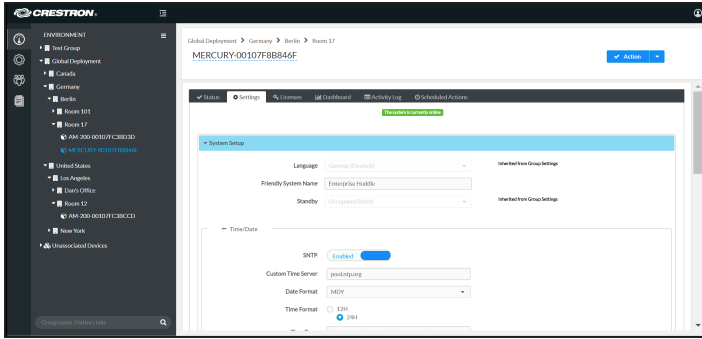 CRESTRON.
ENVIRONMENT
Test Group
Global Deployment
Canada
Germany
Berlin
Room 101
Room 17
AM-200-00107FC3BD3D
MERCURY-00107F8B846F
United States
Los Angeles
Dan's Office
Room 12
AM-200-00107FC3BCCD
New York
Unassociated Devices
Global Deployment > Germany > Berlin > Room 17
MERCURY-00107F8B846F
Action
Status Settings Licenses Dashboard Activity Log Scheduled Actions
The system is currently online
System Setup
Language German (Deutsch) Inherited from Group Settings
Friendly System Name Enterprise Huddle
Standby Occupancy Based Inherited from Group Settings
Time/Date
SNTP Enabled
Custom Time Server pool.ntp.org
Date Format MDY
Time Format 12H
24H